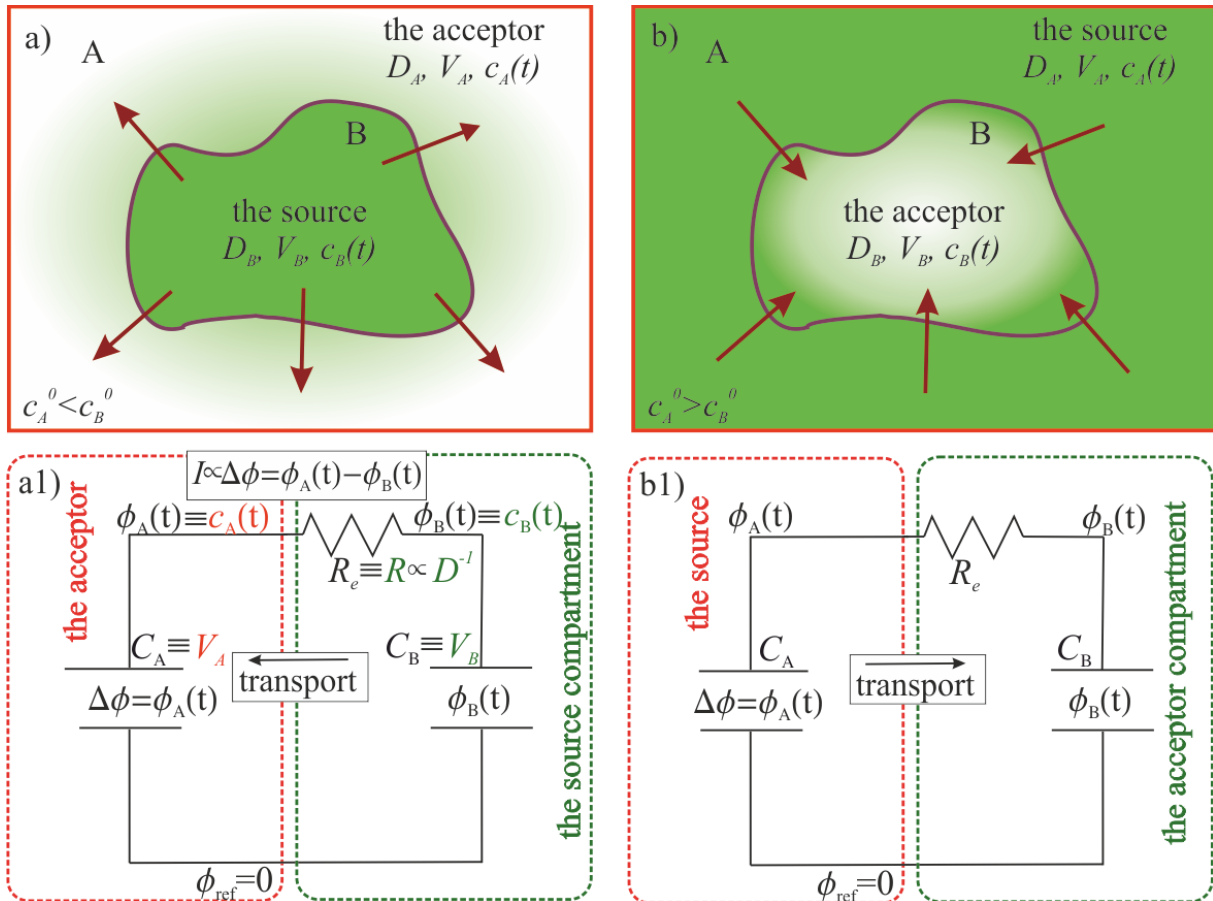 a)
A
the acceptor
D_A, V_A, c_A(t)
B
the source
D_B, V_B, c_B(t)
c_A^0<c_B^0
b)
A
the source
D_A, V_A, c_A(t)
B
the acceptor
D_B, V_B, c_B(t)
c_A^0>c_B^0
a1)
the acceptor
I∝Δϕ=ϕ_A(t)−ϕ_B(t)
ϕ_A(t)≡c_A(t)
ϕ_B(t)≡c_B(t)
R_e≡R∝ D^-1
C_A≡ V_A
C_B≡ V_B
transport
Δϕ=ϕ_A(t)
ϕ_B(t)
the source compartment
ϕ_ref=0
b1)
the source
ϕ_A(t)
ϕ_B(t)
R_e
C_A
C_B
transport
Δϕ=ϕ_A(t)
ϕ_B(t)
the acceptor compartment
ϕ_ref=0